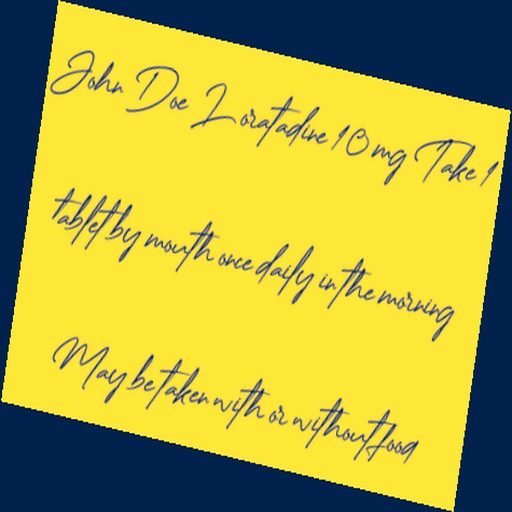 John Doe Loratadine 10 mg Take 1
tablet by mouth once daily in the morning
May be taken with or without food